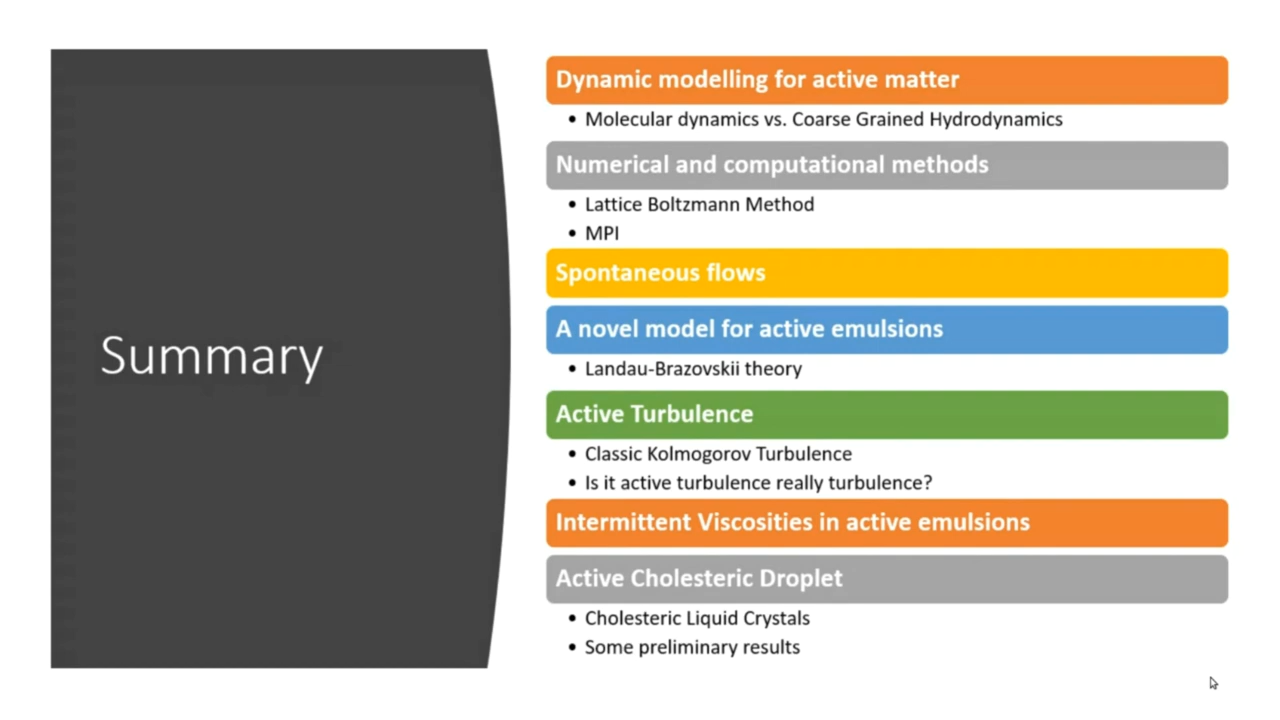 Summary
Dynamic modelling for active matter
• Molecular dynamics vs. Coarse Grained Hydrodynamics
Numerical and computational methods
• Lattice Boltzmann Method
• MPI
Spontaneous flows
A novel model for active emulsions
• Landau-Brazovskii theory
Active Turbulence
• Classic Kolmogorov Turbulence
• Is it active turbulence really turbulence?
Intermittent Viscosities in active emulsions
Active Cholesteric Droplet
• Cholesteric Liquid Crystals
• Some preliminary results